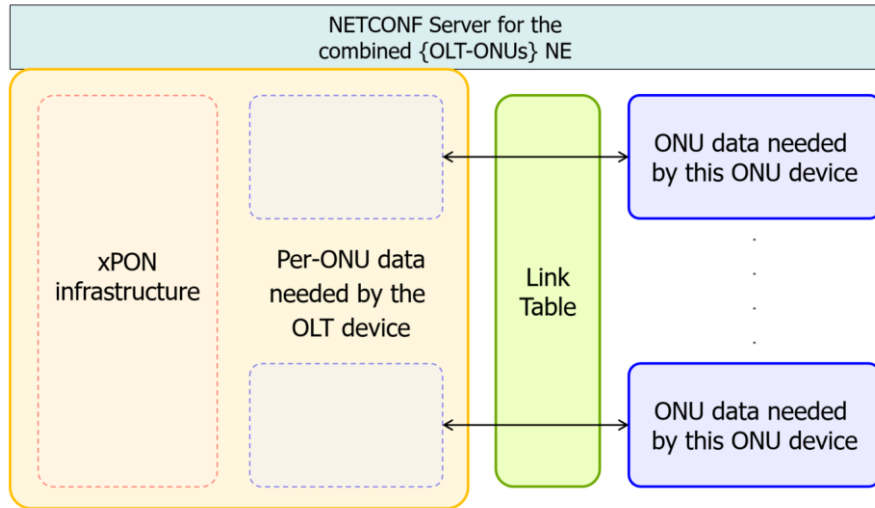 NETCONF Server for the
combined {OLT-ONUs} NE
xPON
infrastructure
Per-ONU data
needed by the
OLT device
Link
Table
ONU data needed
by this ONU device
ONU data needed
by this ONU device